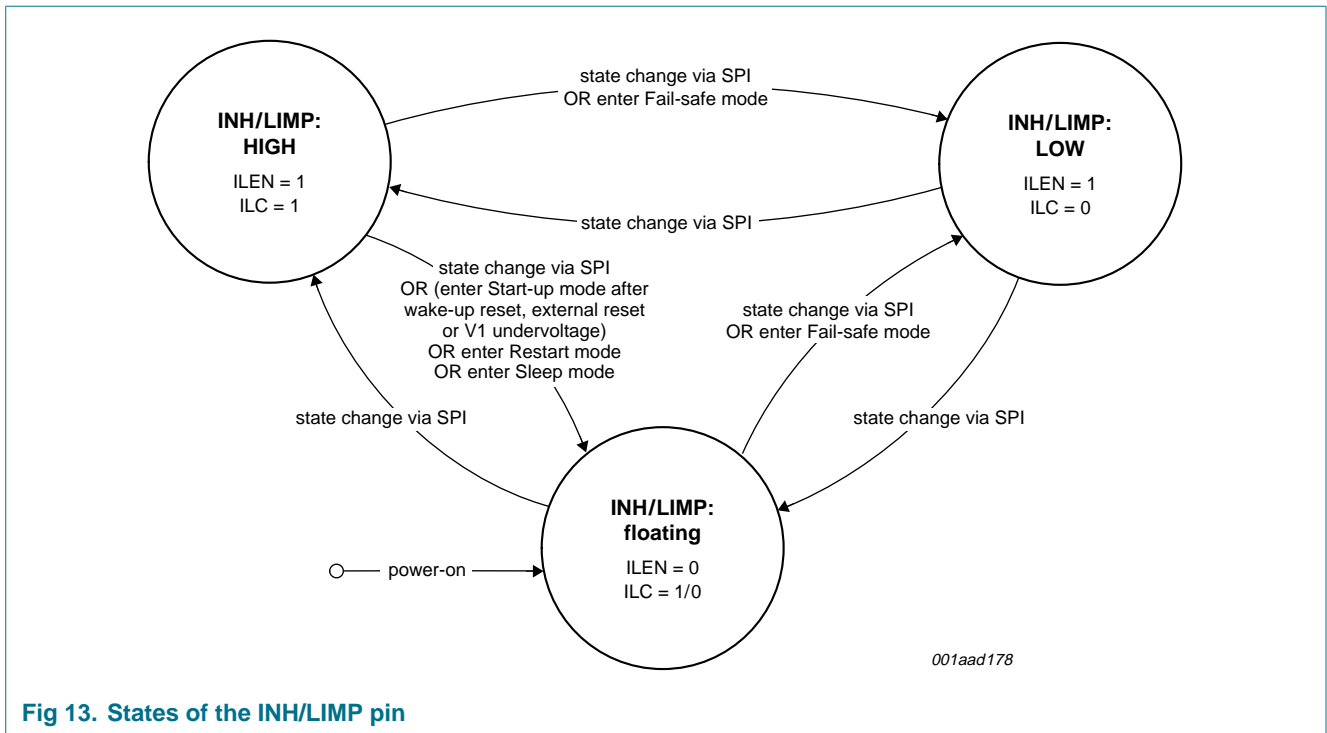 state change via SPI
OR enter Fail-safe mode
INH/LIMP:
HIGH
ILEN = 1
ILC = 1
INH/LIMP:
LOW
ILEN = 1
ILC = 0
state change via SPI
state change via SPI
OR (enter Start-up mode after
wake-up reset, external reset
or V1 undervoltage)
OR enter Restart mode
OR enter Sleep mode
state change via SPI
OR enter Fail-safe mode
state change via SPI
state change via SPI
INH/LIMP:
floating
ILEN = 0
ILC = 1/0
power-on
001aad178
Fig 13. States of the INH/LIMP pin